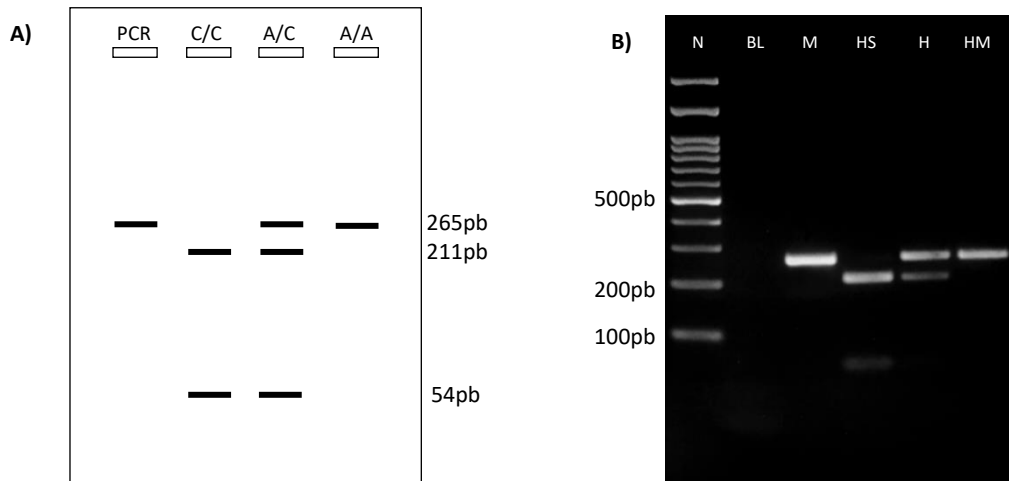 A)
PCR C/C A/C A/A
265pb
211pb
54pb
B)
N BL M HS H HM
500pb
200pb
100pb